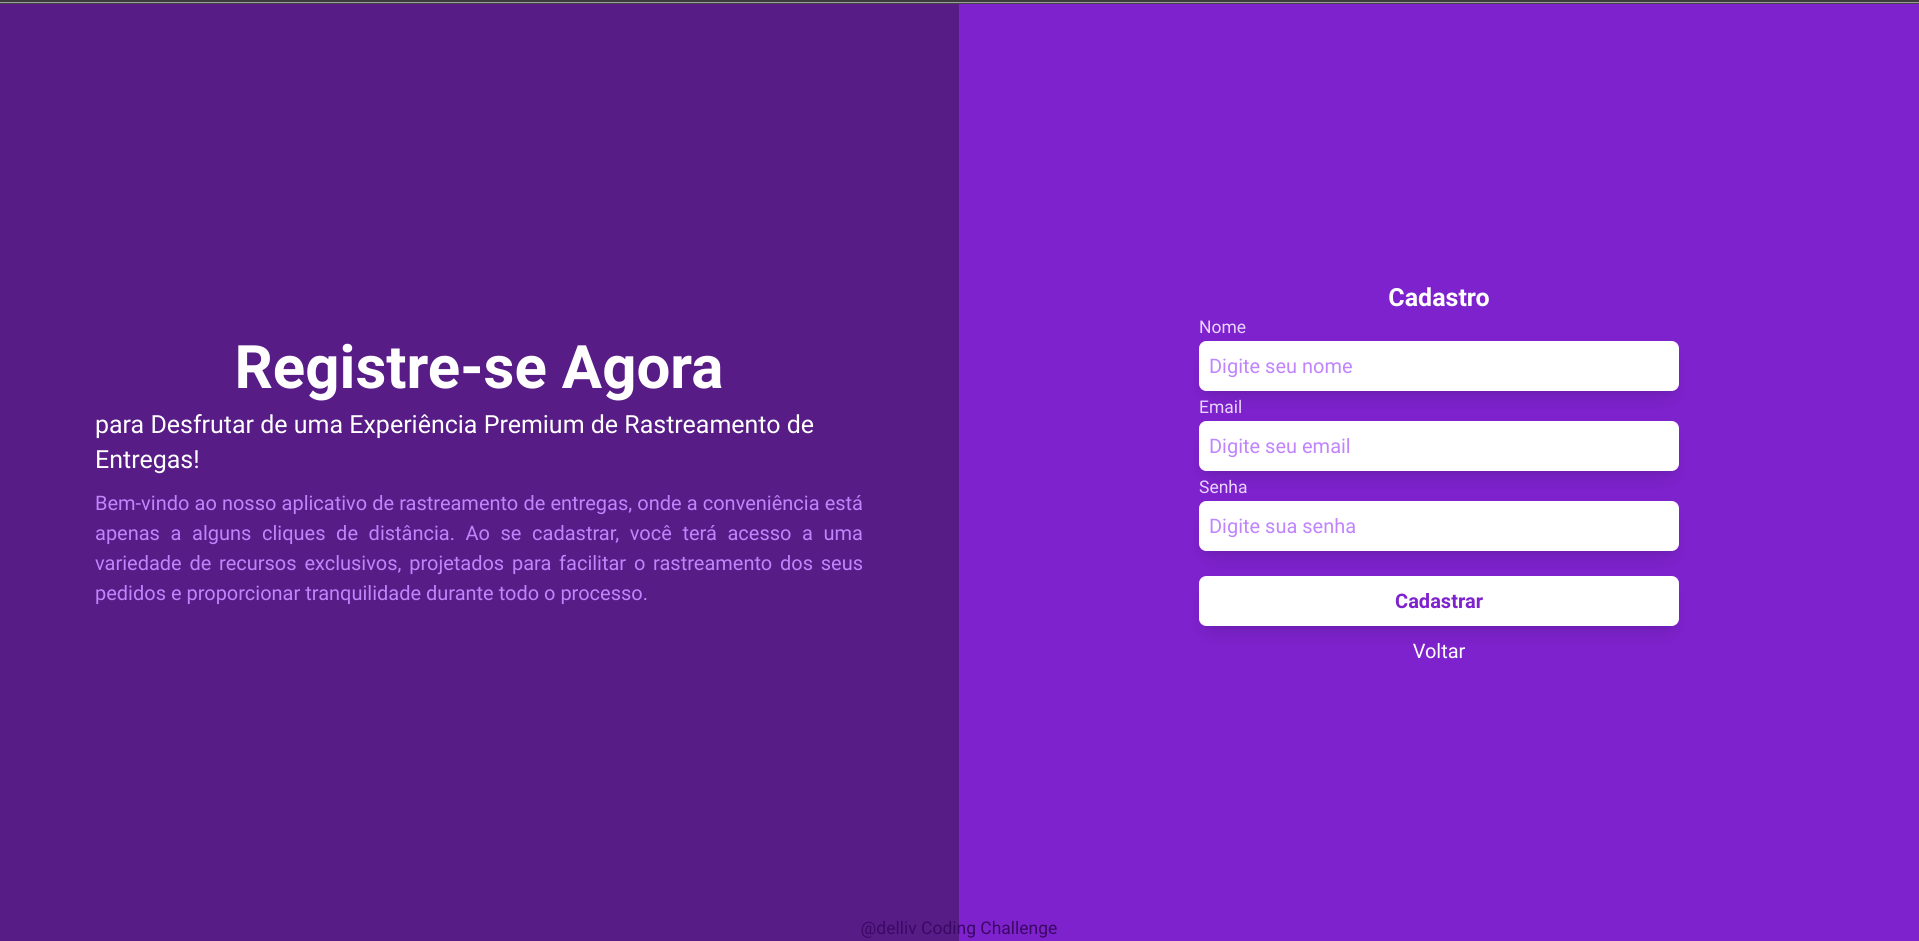 Registre-se Agora
para Desfrutar de uma Experiência Premium de Rastreamento de
Entregas!
Bem-vindo ao nosso aplicativo de rastreamento de entregas, onde a conveniência está
apenas a alguns cliques de distância. Ao se cadastrar, você terá acesso a uma
variedade de recursos exclusivos, projetados para facilitar o rastreamento dos seus
pedidos e proporcionar tranquilidade durante todo o processo.
Cadastro
Nome
Digite seu nome
Email
Digite seu email
Senha
Digite sua senha
Cadastrar
Voltar
@delliv Coding Challenge